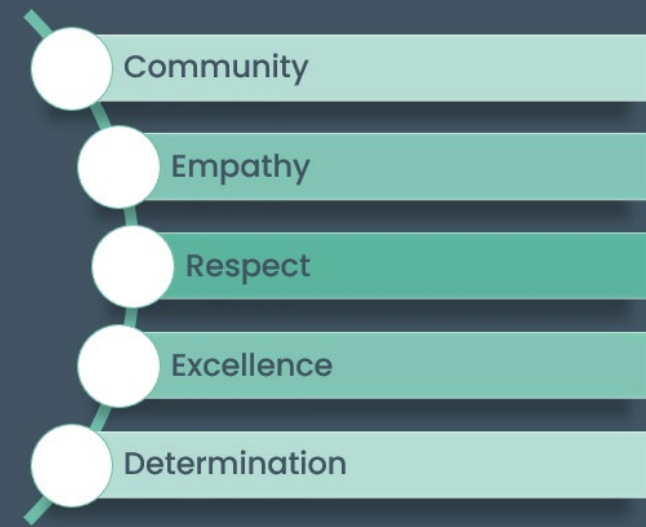 Community
Empathy
Respect
Excellence
Determination